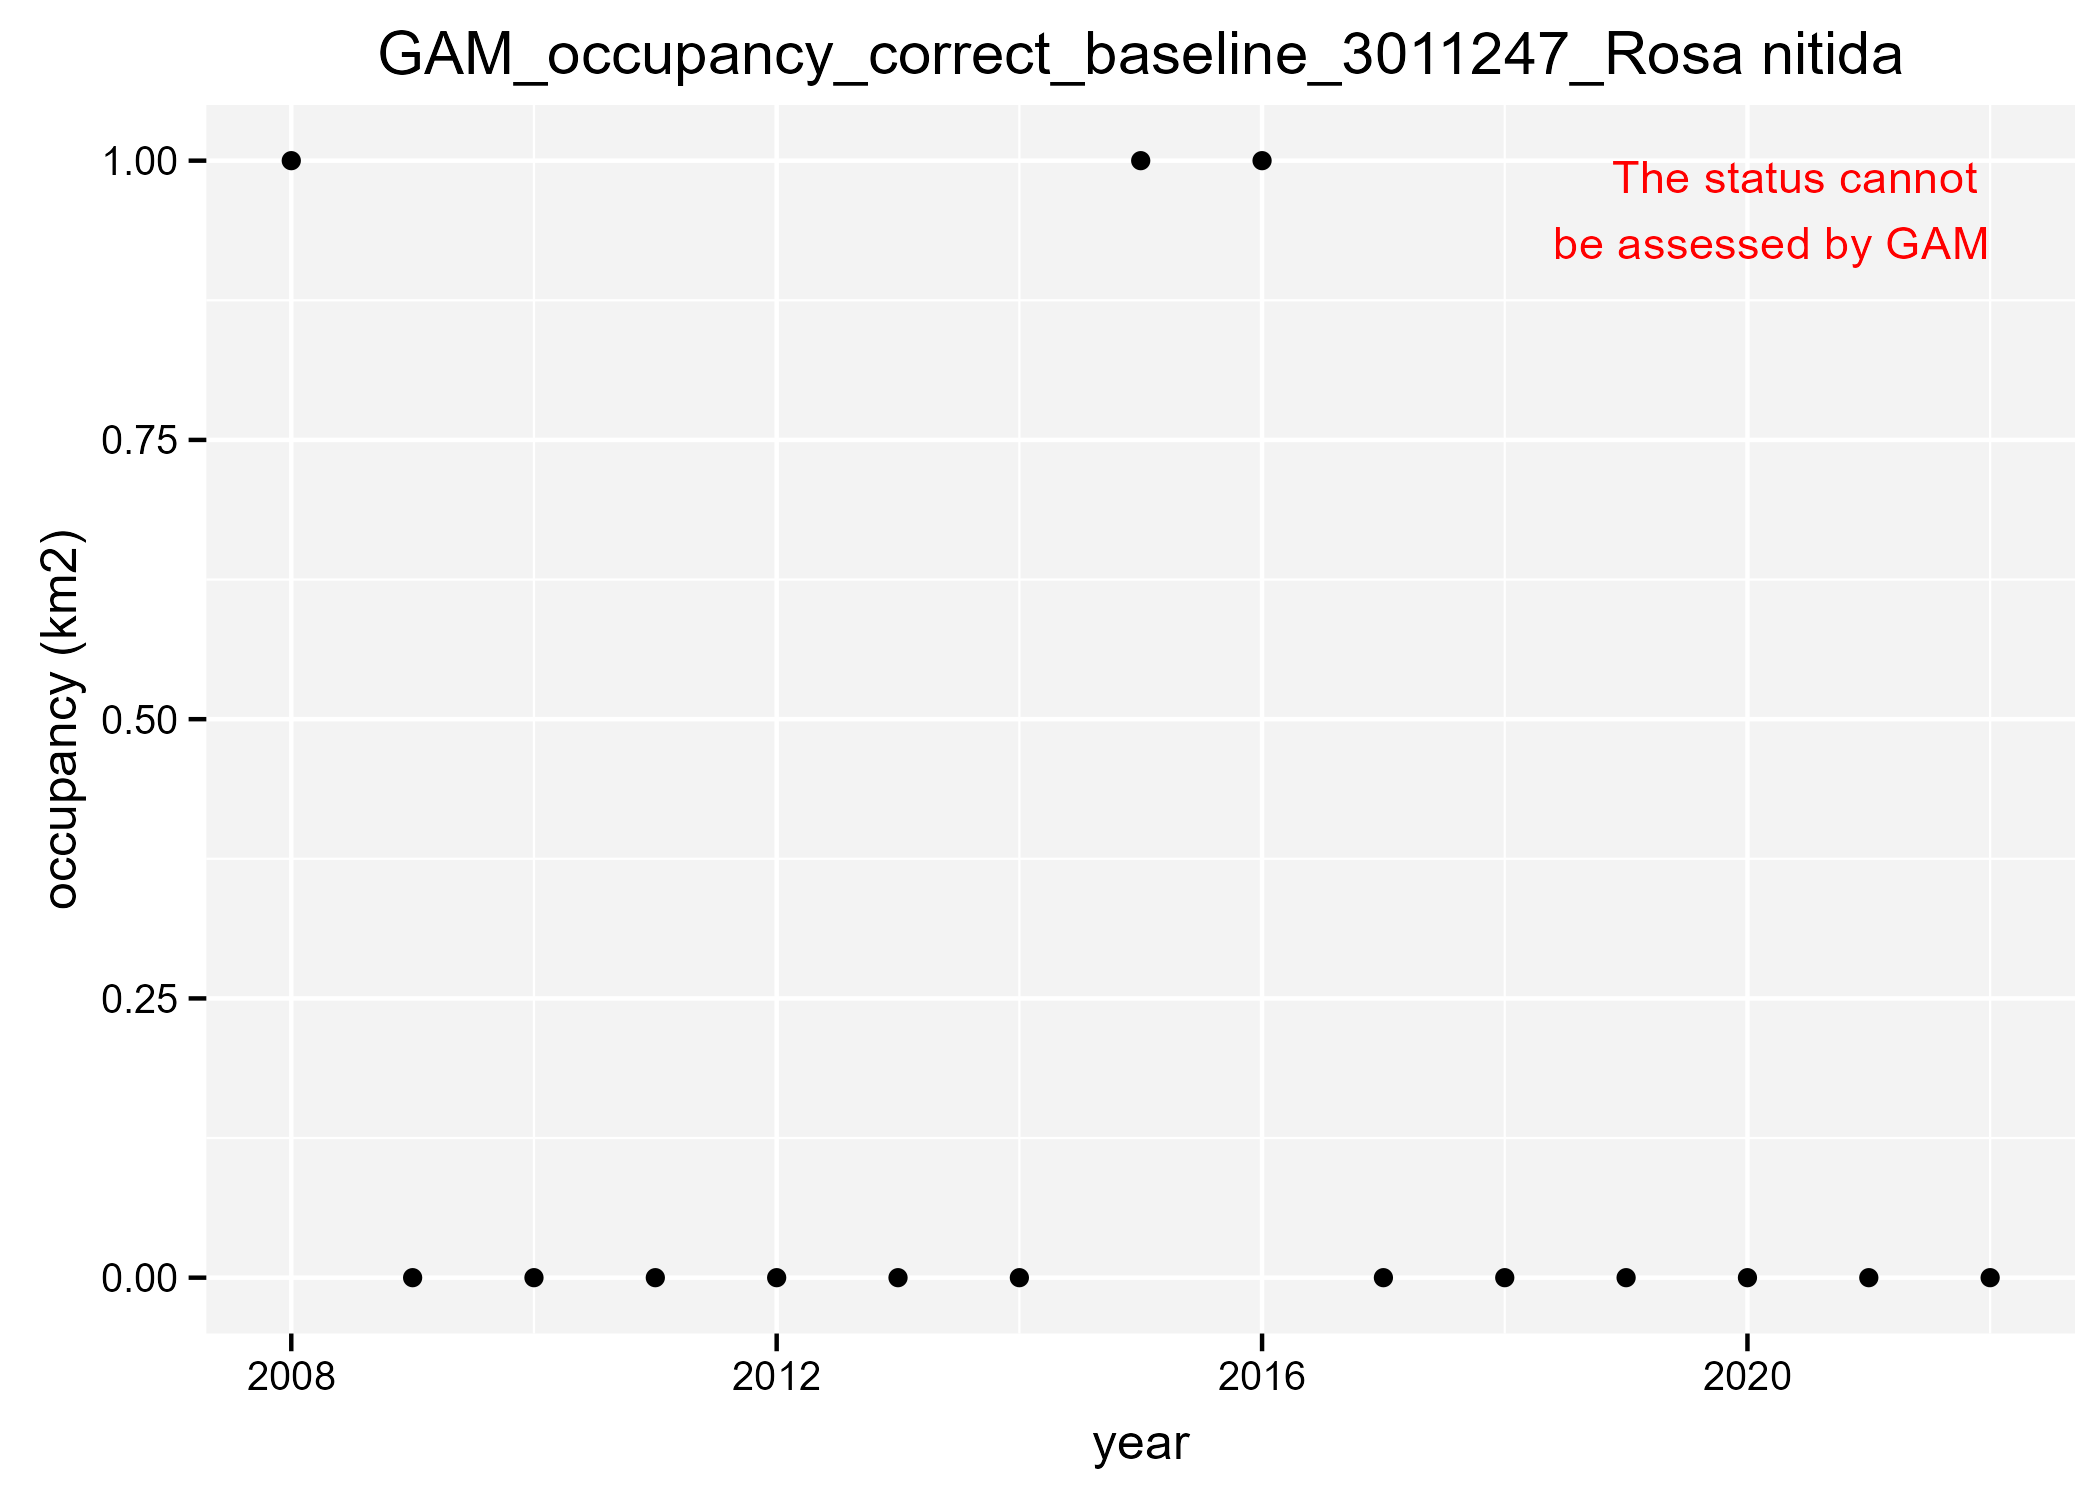 GAM_occupancy_correct_baseline_3011247_Rosa nitida
1.00
The status cannot
be assessed by GAM
0.75
occupancy (km2)
0.50
0.25
0.00
2008 2012 2016 2020
year